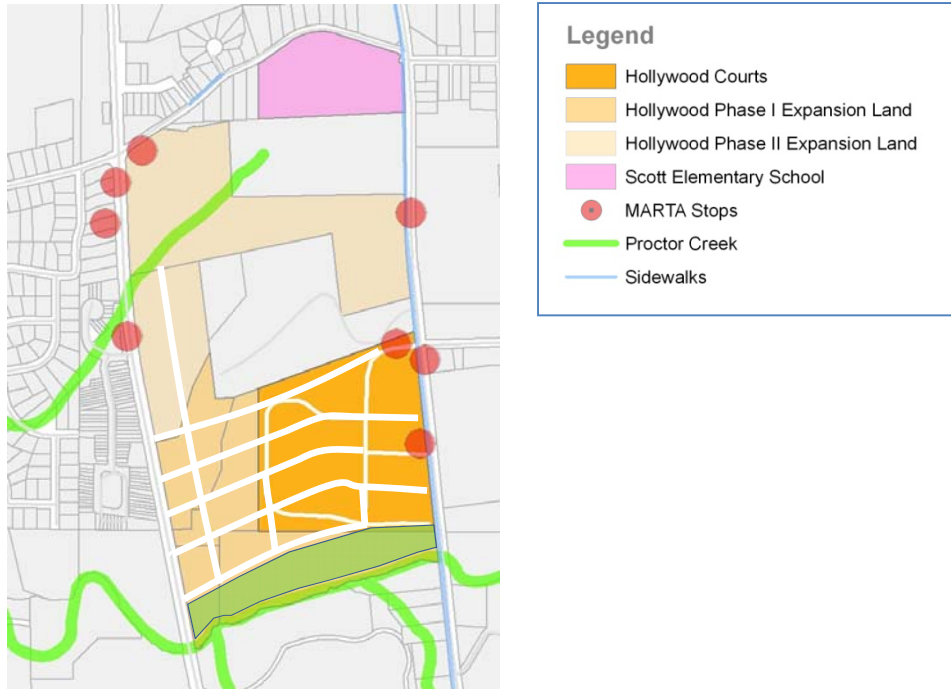 Legend
Hollywood Courts
Hollywood Phase I Expansion Land
Hollywood Phase II Expansion Land
Scott Elementary School
MARTA Stops
Proctor Creek
Sidewalks